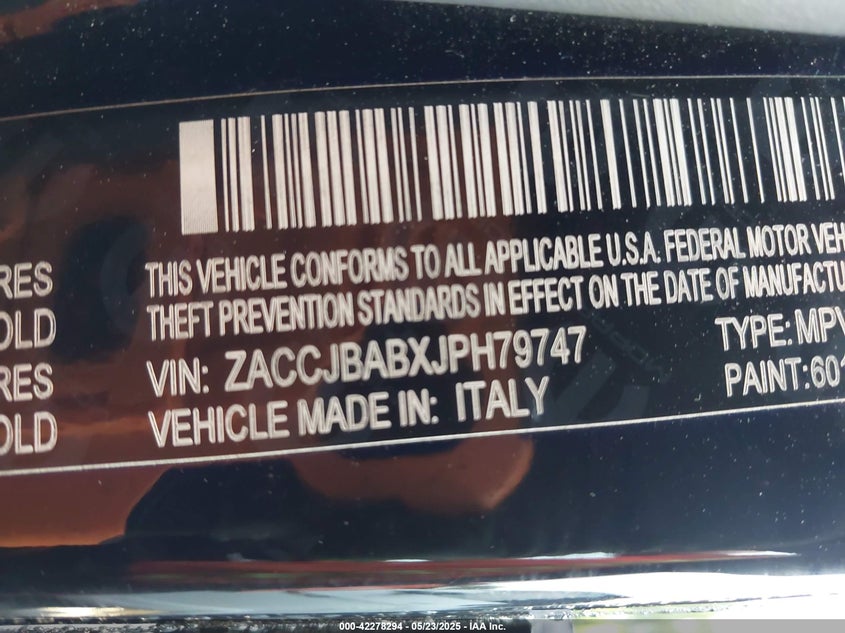 THIS VEHICLE CONFORMS TO ALL APPLICABLE U.S.A. FEDERAL MOTOR VEH
THEFT PREVENTION STANDARDS IN EFFECT ON THE DATE OF MANUFACTU
RES
OLD
VIN: ZACCJBABXJPH79747 TYPE: MPV
RES
VEHICLE MADE IN: ITALY PAINT: 601
OLD
000-42278294 - 05/23/2025 - IAA Inc.